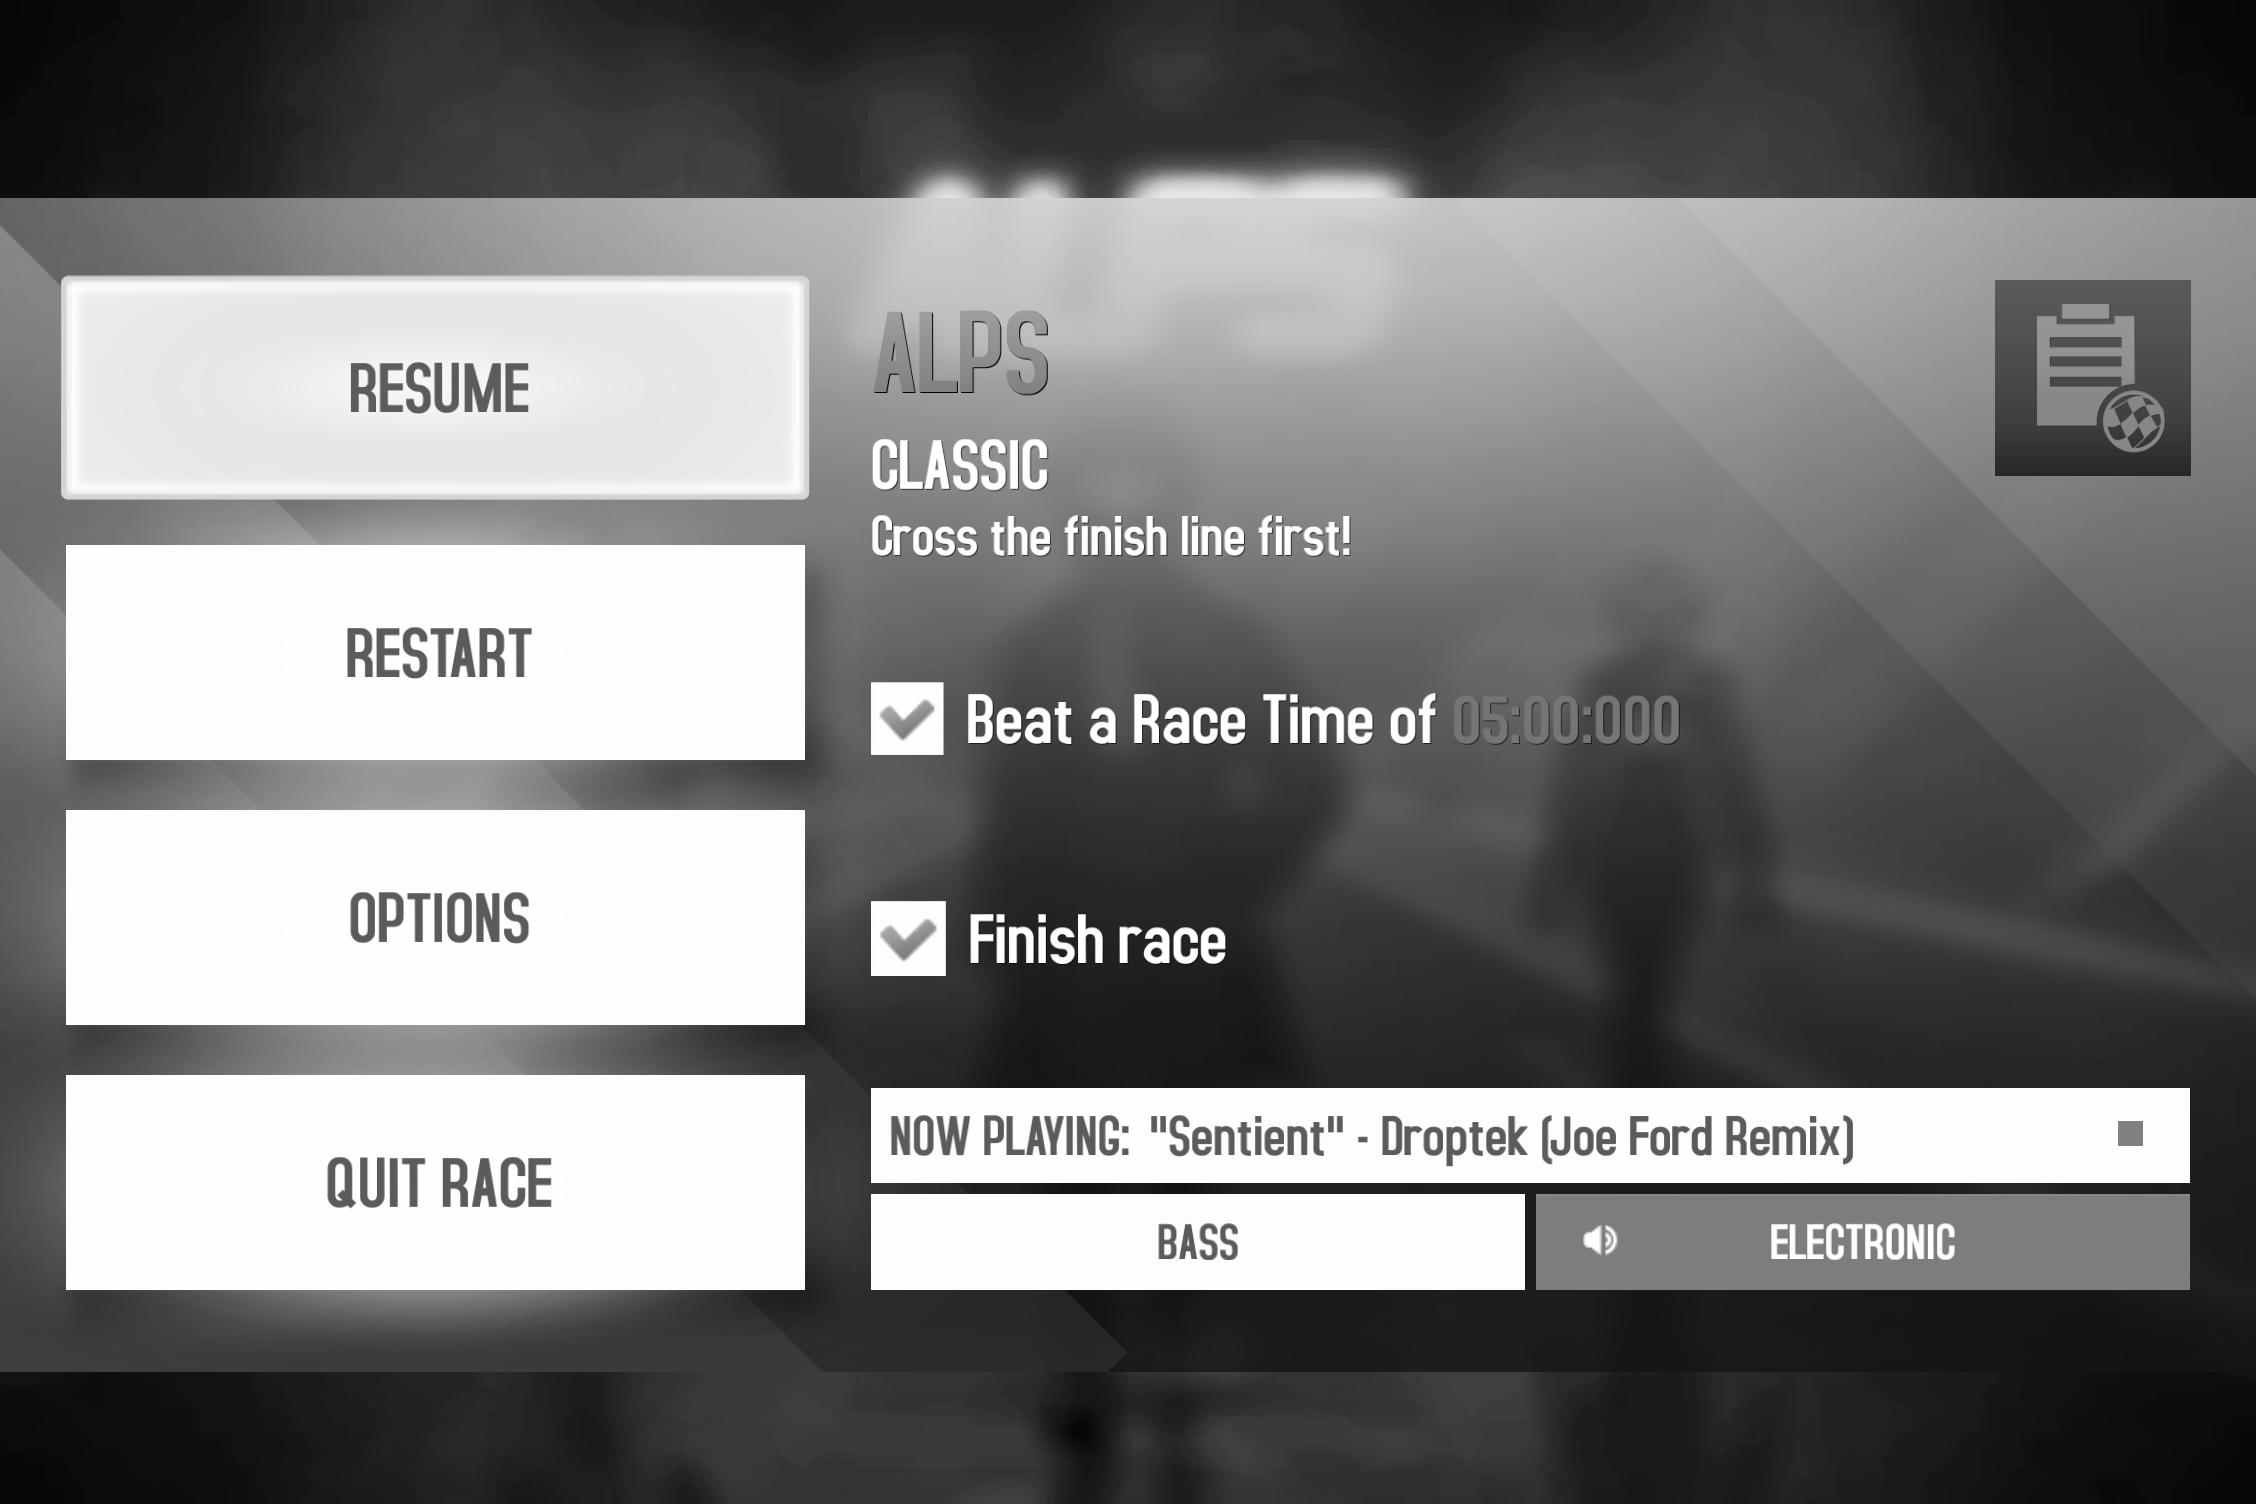 RESUME
RESTART
OPTIONS
QUIT RACE
ALPS
CLASSIC
Cross the finish line first!
Beat a Race Time of 05:00:000
Finish race
NOW PLAYING: "Sentient" - Droptek (Joe Ford Remix)
BASS
ELECTRONIC